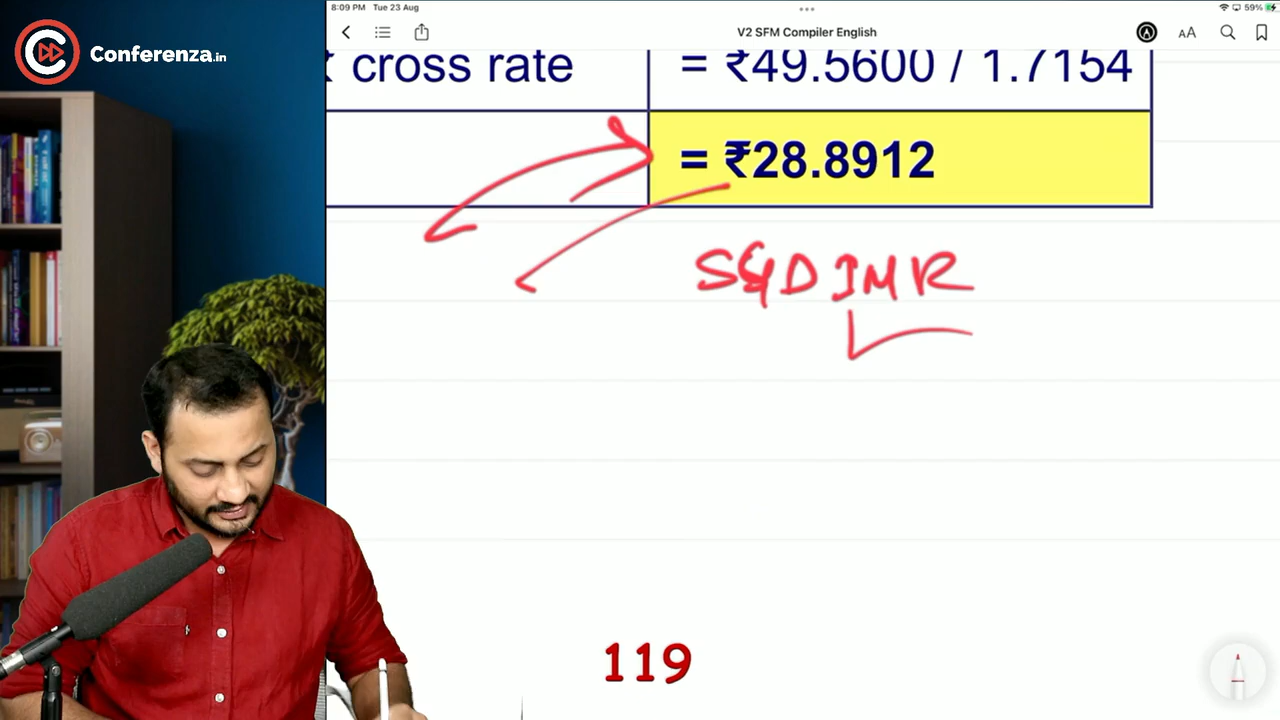 8:09 PM Tue 23 Aug
59%
V2 SFM Compiler English
AA
Conferenza.in
cross rate = ₹49.5600 / 1.7154
= ₹28.8912
S&D IMR
119